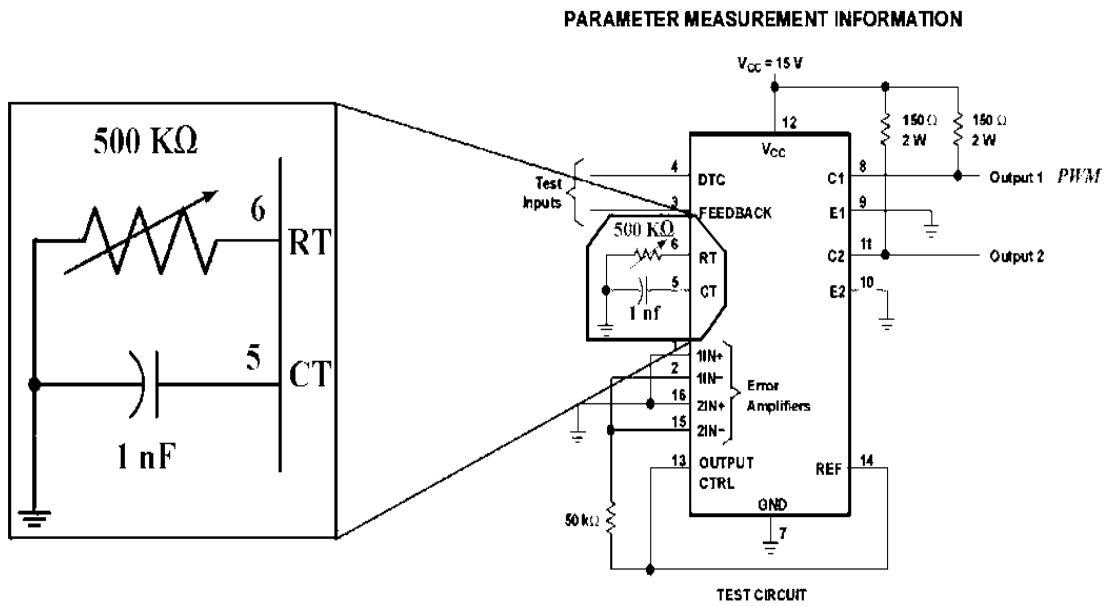 PARAMETER MEASUREMENT INFORMATION
500 KΩ
6
RT
5
CT
1 nF
VCC = 15 V
12
VCC
150 Ω
2 W
150 Ω
2 W
4
DTC
Test
Inputs
3
FEEDBACK
500 KΩ
6
RT
5
CT
1 nf
1
1IN+
2
1IN−
16
2IN+
15
2IN−
Error
Amplifiers
13
OUTPUT
CTRL
50 kΩ
C1
8
Output 1 PWM
E1
9
C2
11
Output 2
E2
10
REF
14
GND
7
TEST CIRCUIT